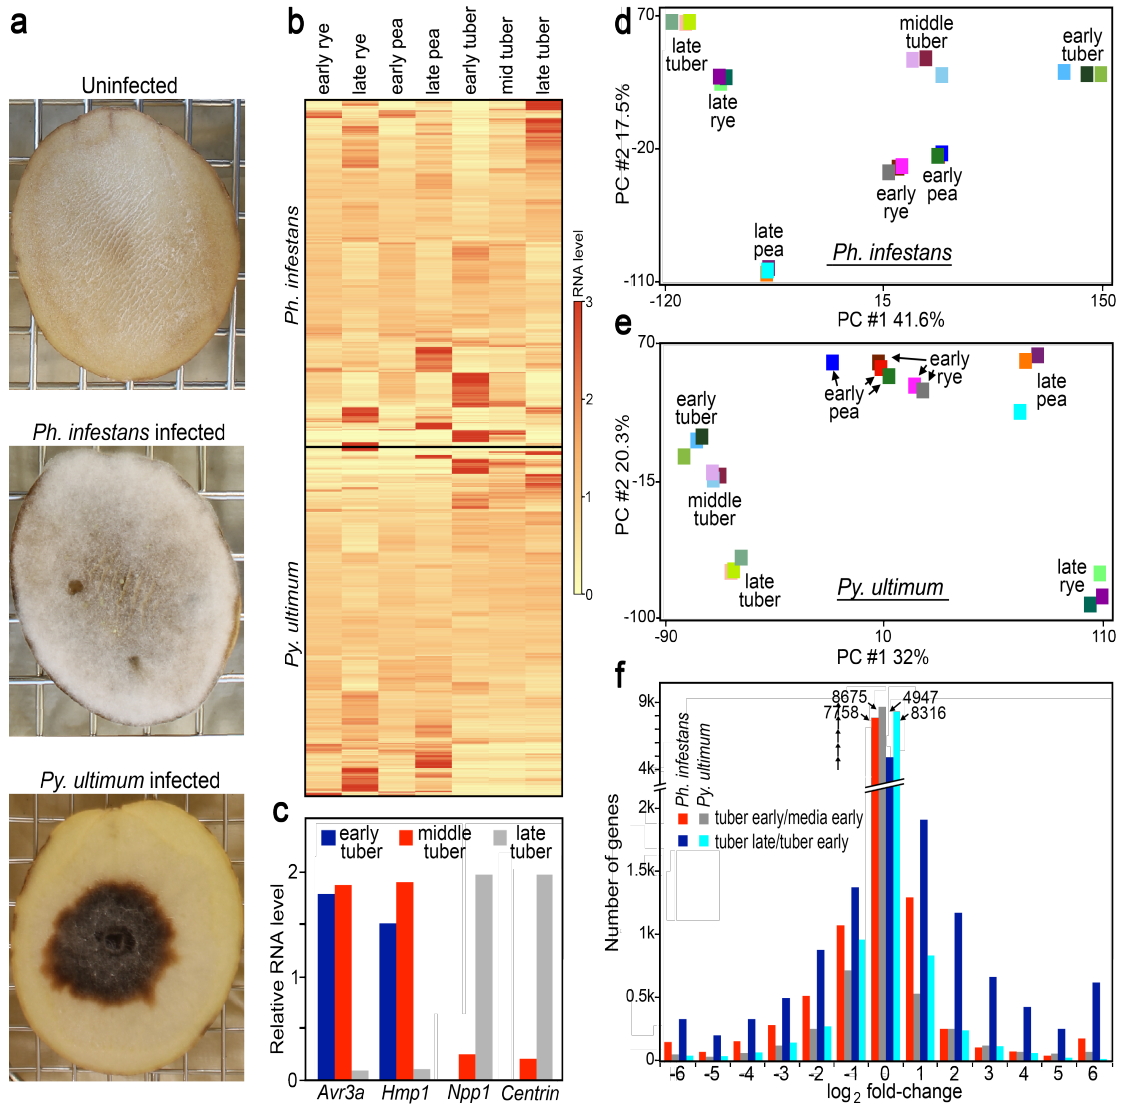 a
Uninfected
Ph. infestans infected
Py. ultimum infected
b
early rye
late rye
early pea
late pea
early tuber
mid tuber
late tuber
Ph. infestans
Py. ultimum
RNA level
3
2
1
0
c
early
tuber
middle
tuber
late
tuber
Relative RNA level
2
1
0
Avr3a
Hmp1
Npp1
Centrin
d
PC #2 17.5%
70
-20
-110
late
tuber
late
rye
middle
tuber
early
tuber
early
rye
early
pea
late
pea
Ph. infestans
-120
15
150
PC #1 41.6%
e
PC #2 20.3%
70
-15
-100
early
tuber
middle
tuber
late
tuber
early
pea
early
rye
late
pea
late
rye
Py. ultimum
-90
10
110
PC #1 32%
f
Number of genes
9k
4k
2k
1.5k
1k
0.5k
0
8675
7758
4947
8316
Ph. infestans
Py. ultimum
tuber early/media early
tuber late/tuber early
-6
-5
-4
-3
-2
-1
0
1
2
3
4
5
6
log2 fold-change